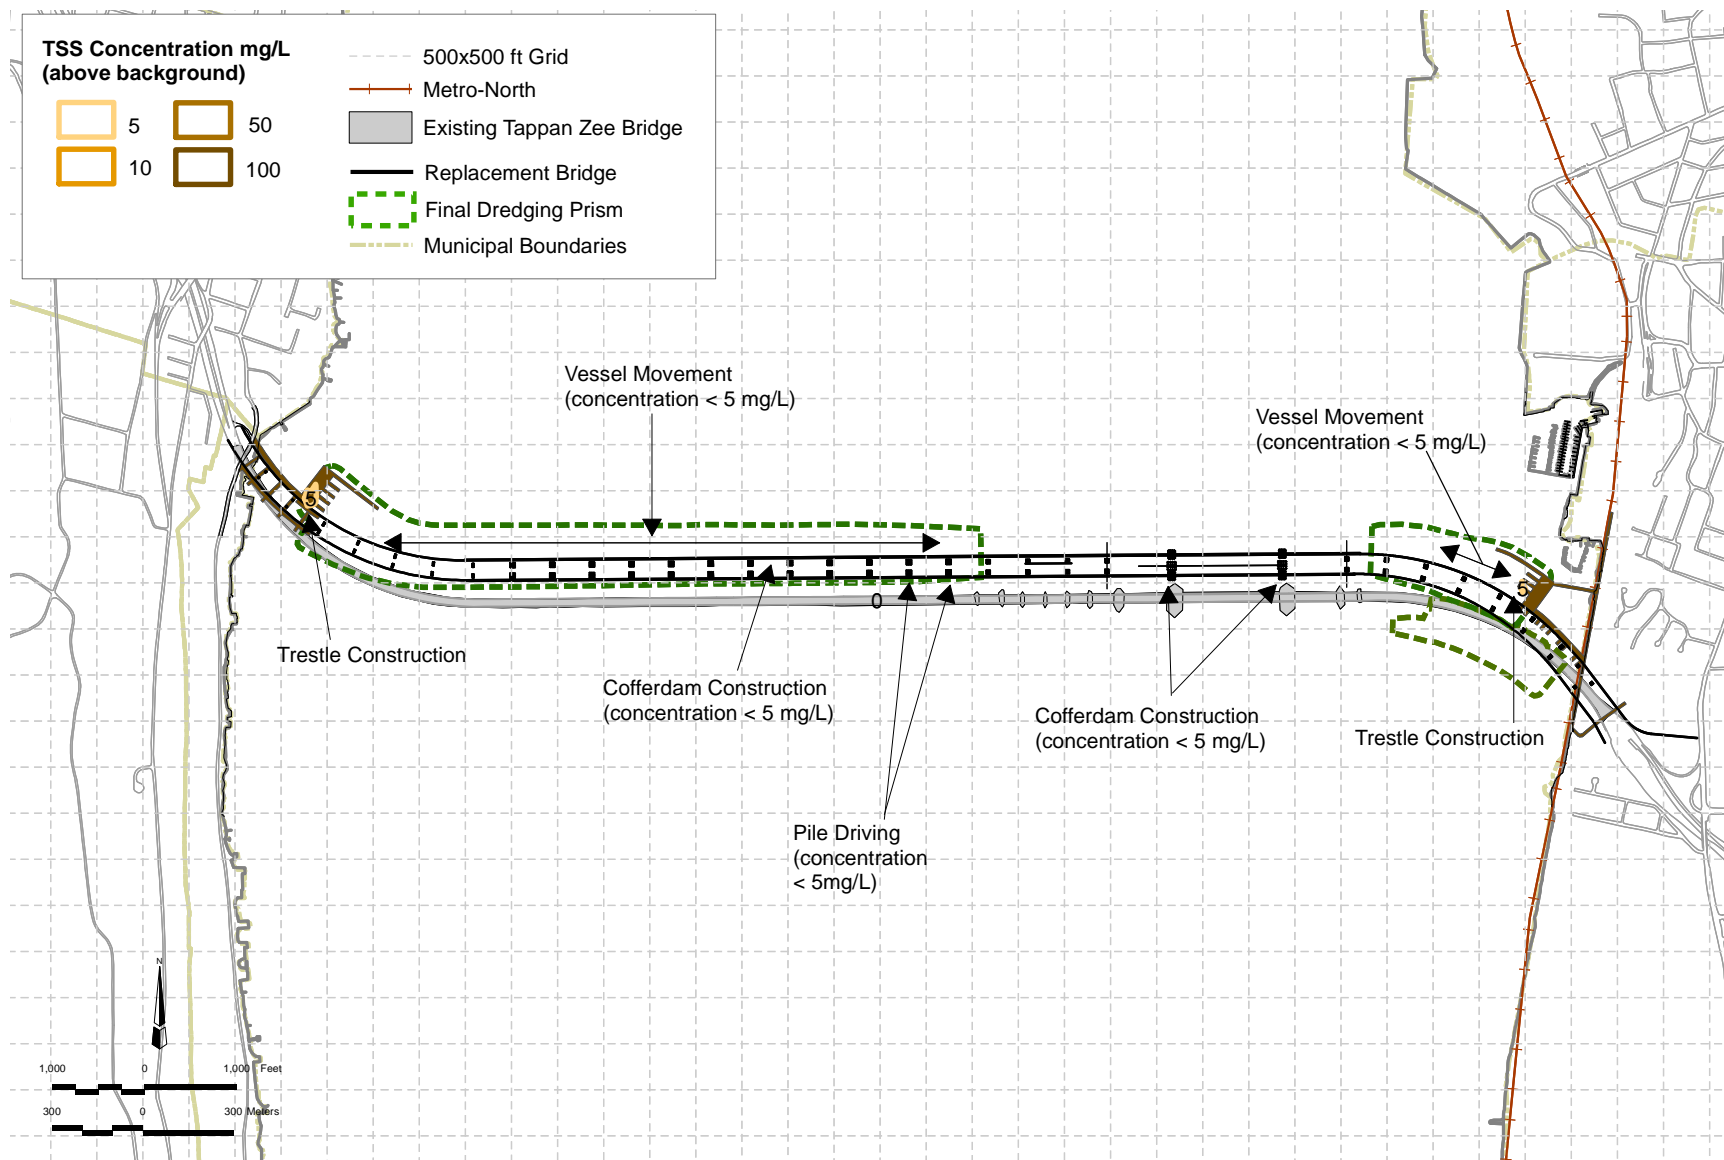 TSS Concentration mg/L
(above background)
5
50
10
100
500x500 ft Grid
Metro-North
Existing Tappan Zee Bridge
Replacement Bridge
Final Dredging Prism
Municipal Boundaries
Vessel Movement
(concentration < 5 mg/L)
Vessel Movement
(concentration < 5 mg/L)
5
5
0
Trestle Construction
Cofferdam Construction
(concentration < 5 mg/L)
Cofferdam Construction
(concentration < 5 mg/L)
Trestle Construction
Pile Driving
(concentration
< 5mg/L)
N
1,000 0 1,000 Feet
300 0 300 Meters